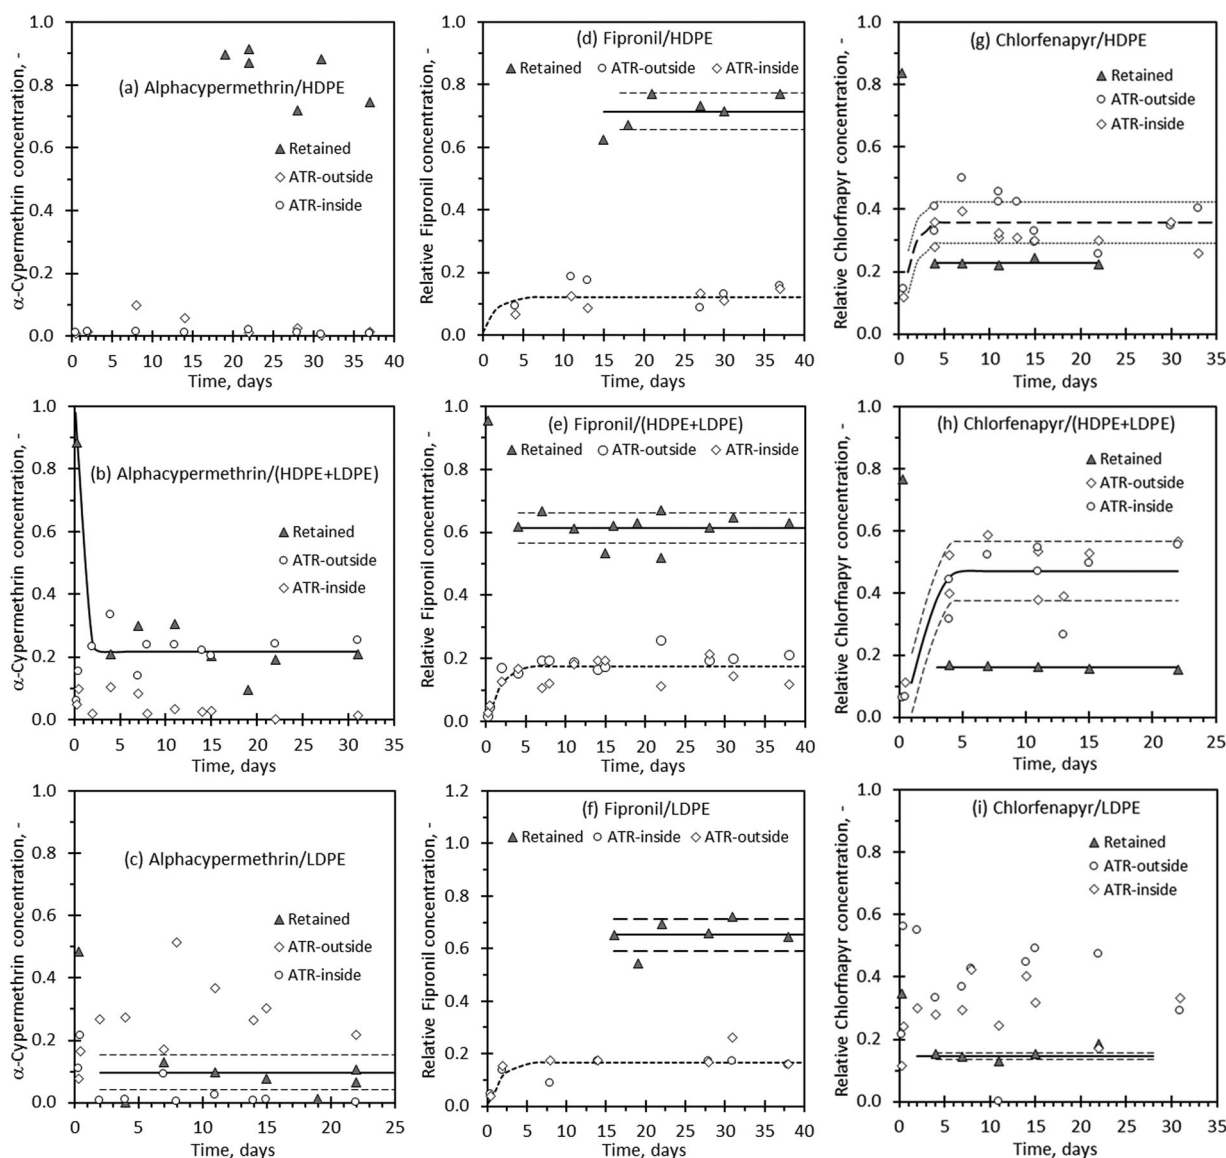 (a) Alphacypermethrin/HDPE
Retained
ATR-outside
ATR-inside
α-Cypermethrin concentration, -
1.0
0.8
0.6
0.4
0.2
0.0
0 5 10 15 20 25 30 35 40
Time, days
(d) Fipronil/HDPE
Retained ATR-outside ATR-inside
Relative Fipronil concentration, -
1.0
0.8
0.6
0.4
0.2
0.0
0 5 10 15 20 25 30 35 40
Time, days
(g) Chlorfenapyr/HDPE
Retained
ATR-outside
ATR-inside
Relative Chlorfnapyr concentration, -
1.0
0.8
0.6
0.4
0.2
0.0
0 5 10 15 20 25 30 35
Time, days
(b) Alphacypermethrin/(HDPE+LDPE)
Retained
ATR-outside
ATR-inside
α-Cypermethrin concentration, -
1.0
0.8
0.6
0.4
0.2
0.0
0 5 10 15 20 25 30 35
Time, days
(e) Fipronil/(HDPE+LDPE)
Retained ATR-outside ATR-inside
Relative Fipronil concentration, -
1.0
0.8
0.6
0.4
0.2
0.0
0 5 10 15 20 25 30 35 40
Time, days
(h) Chlorfenapyr/(HDPE+LDPE)
Retained
ATR-outside
ATR-inside
Relative Chlorfnapyr concentration, -
1.0
0.8
0.6
0.4
0.2
0.0
0 5 10 15 20 25
Time, days
(c) Alphacypermethrin/LDPE
Retained
ATR-outside
ATR-inside
α-Cypermethrin concentration, -
1.0
0.8
0.6
0.4
0.2
0.0
0 5 10 15 20 25
Time, days
(f) Fipronil/LDPE
Retained ATR-inside ATR-outside
Relative Fipronil concentration, -
1.2
1.0
0.8
0.6
0.4
0.2
0.0
0 5 10 15 20 25 30 35 40
Time, days
(i) Chlorfenapyr/LDPE
Retained
ATR-outside
ATR-inside
Relative Chlorfnapyr concentration, -
1.0
0.8
0.6
0.4
0.2
0.0
0 5 10 15 20 25 30 35
Time, days